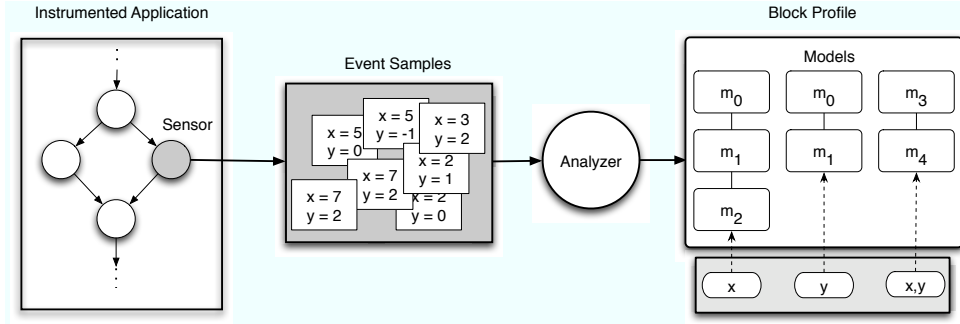 Instrumented Application
Block Profile
Event Samples
Models
Sensor
x = 5
y = -1
x = 3
y = 2
x = 5
y = 0
x = 2
y = 1
x = 7
y = 2
x = 7
y = 2
x = 2
y = 0
Analyzer
m0 m0 m3
m1 m1 m4
m2
x y x,y